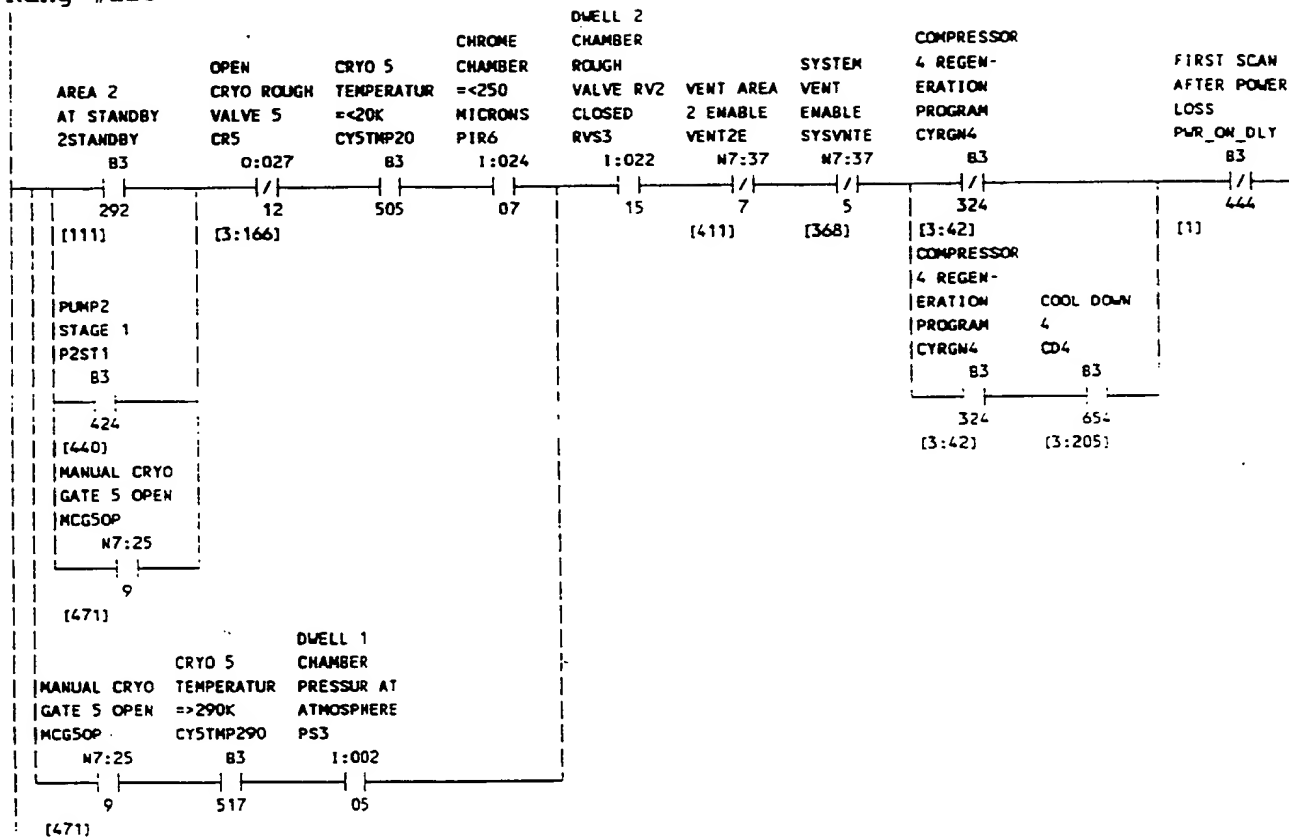 DWELL 2
CHROME CHAMBER COMPRESSOR
OPEN CRYO 5 CHAMBER ROUGH SYSTEM 4 REGEN- FIRST SCAN
AREA 2 CRYO ROUGH TEMPERATUR =<250 VALVE RV2 VENT AREA VENT ERATION AFTER POWER
AT STANDBY VALVE 5 =<20K MICRONS CLOSED 2 ENABLE ENABLE PROGRAM LOSS
2STANDBY CR5 CY5TMP20 PIR6 RVS3 VENT2E SYSVNTE CYRGN4 PWR_ON_DLY
B3 O:027 B3 I:024 I:022 N7:37 N7:37 B3 B3
292 12 505 07 15 7 5 324 444
[111] [3:166] [411] [368] [3:42] [1]
COMPRESSOR
4 REGEN-
PUMP2 ERATION COOL DOWN
STAGE 1 PROGRAM 4
P2ST1 CYRGN4 CD4
B3 B3 B3
424 324 654
[440] [3:42] [3:205]
MANUAL CRYO
GATE 5 OPEN
MCG5OP
N7:25
9
[471]
DWELL 1
CRYO 5 CHAMBER
MANUAL CRYO TEMPERATUR PRESSUR AT
GATE 5 OPEN =>290K ATMOSPHERE
MCG5OP CY5TMP290 PS3
N7:25 B3 I:002
9 517 05
[471]